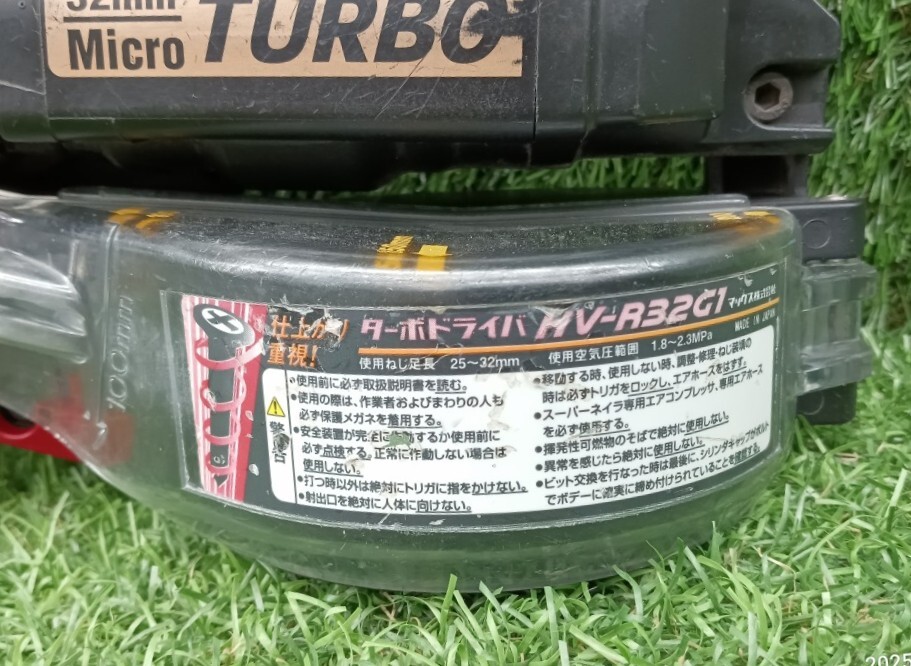 32mm
Micro TURBO
100mm
仕上がり
重視!
ターボドライバ HV-R32G1 マックス株式会社
MADE IN JAPAN
使用ねじ足長 25~32mm 使用空気圧範囲 1.8~2.3MPa
警告
•使用前に必ず取扱説明書を読む。
•使用の際は、作業者およびまわりの人も
必ず保護メガネを着用する。
•安全装置が完全に作動するか使用前に
必ず点検する。正常に作動しない場合は
使用しない。
•打つ時以外は絶対にトリガに指をかけない。
•射出口を絶対に人体に向けない。
•移動する時、使用しない時、調整・修理・ねじ装填の
時は必ずトリガをロックし、エアホースをはずす。
•スーパーネイラ専用エアコンプレッサ、専用エアホース
を必ず使用する。
•揮発性可燃物のそばで絶対に使用しない。
•異常を感じたら絶対に使用しない。
•ビット交換を行なった時は最後に、シリンダキャップがボルト
でボデーに確実に締め付けられていることを確認する。
2025